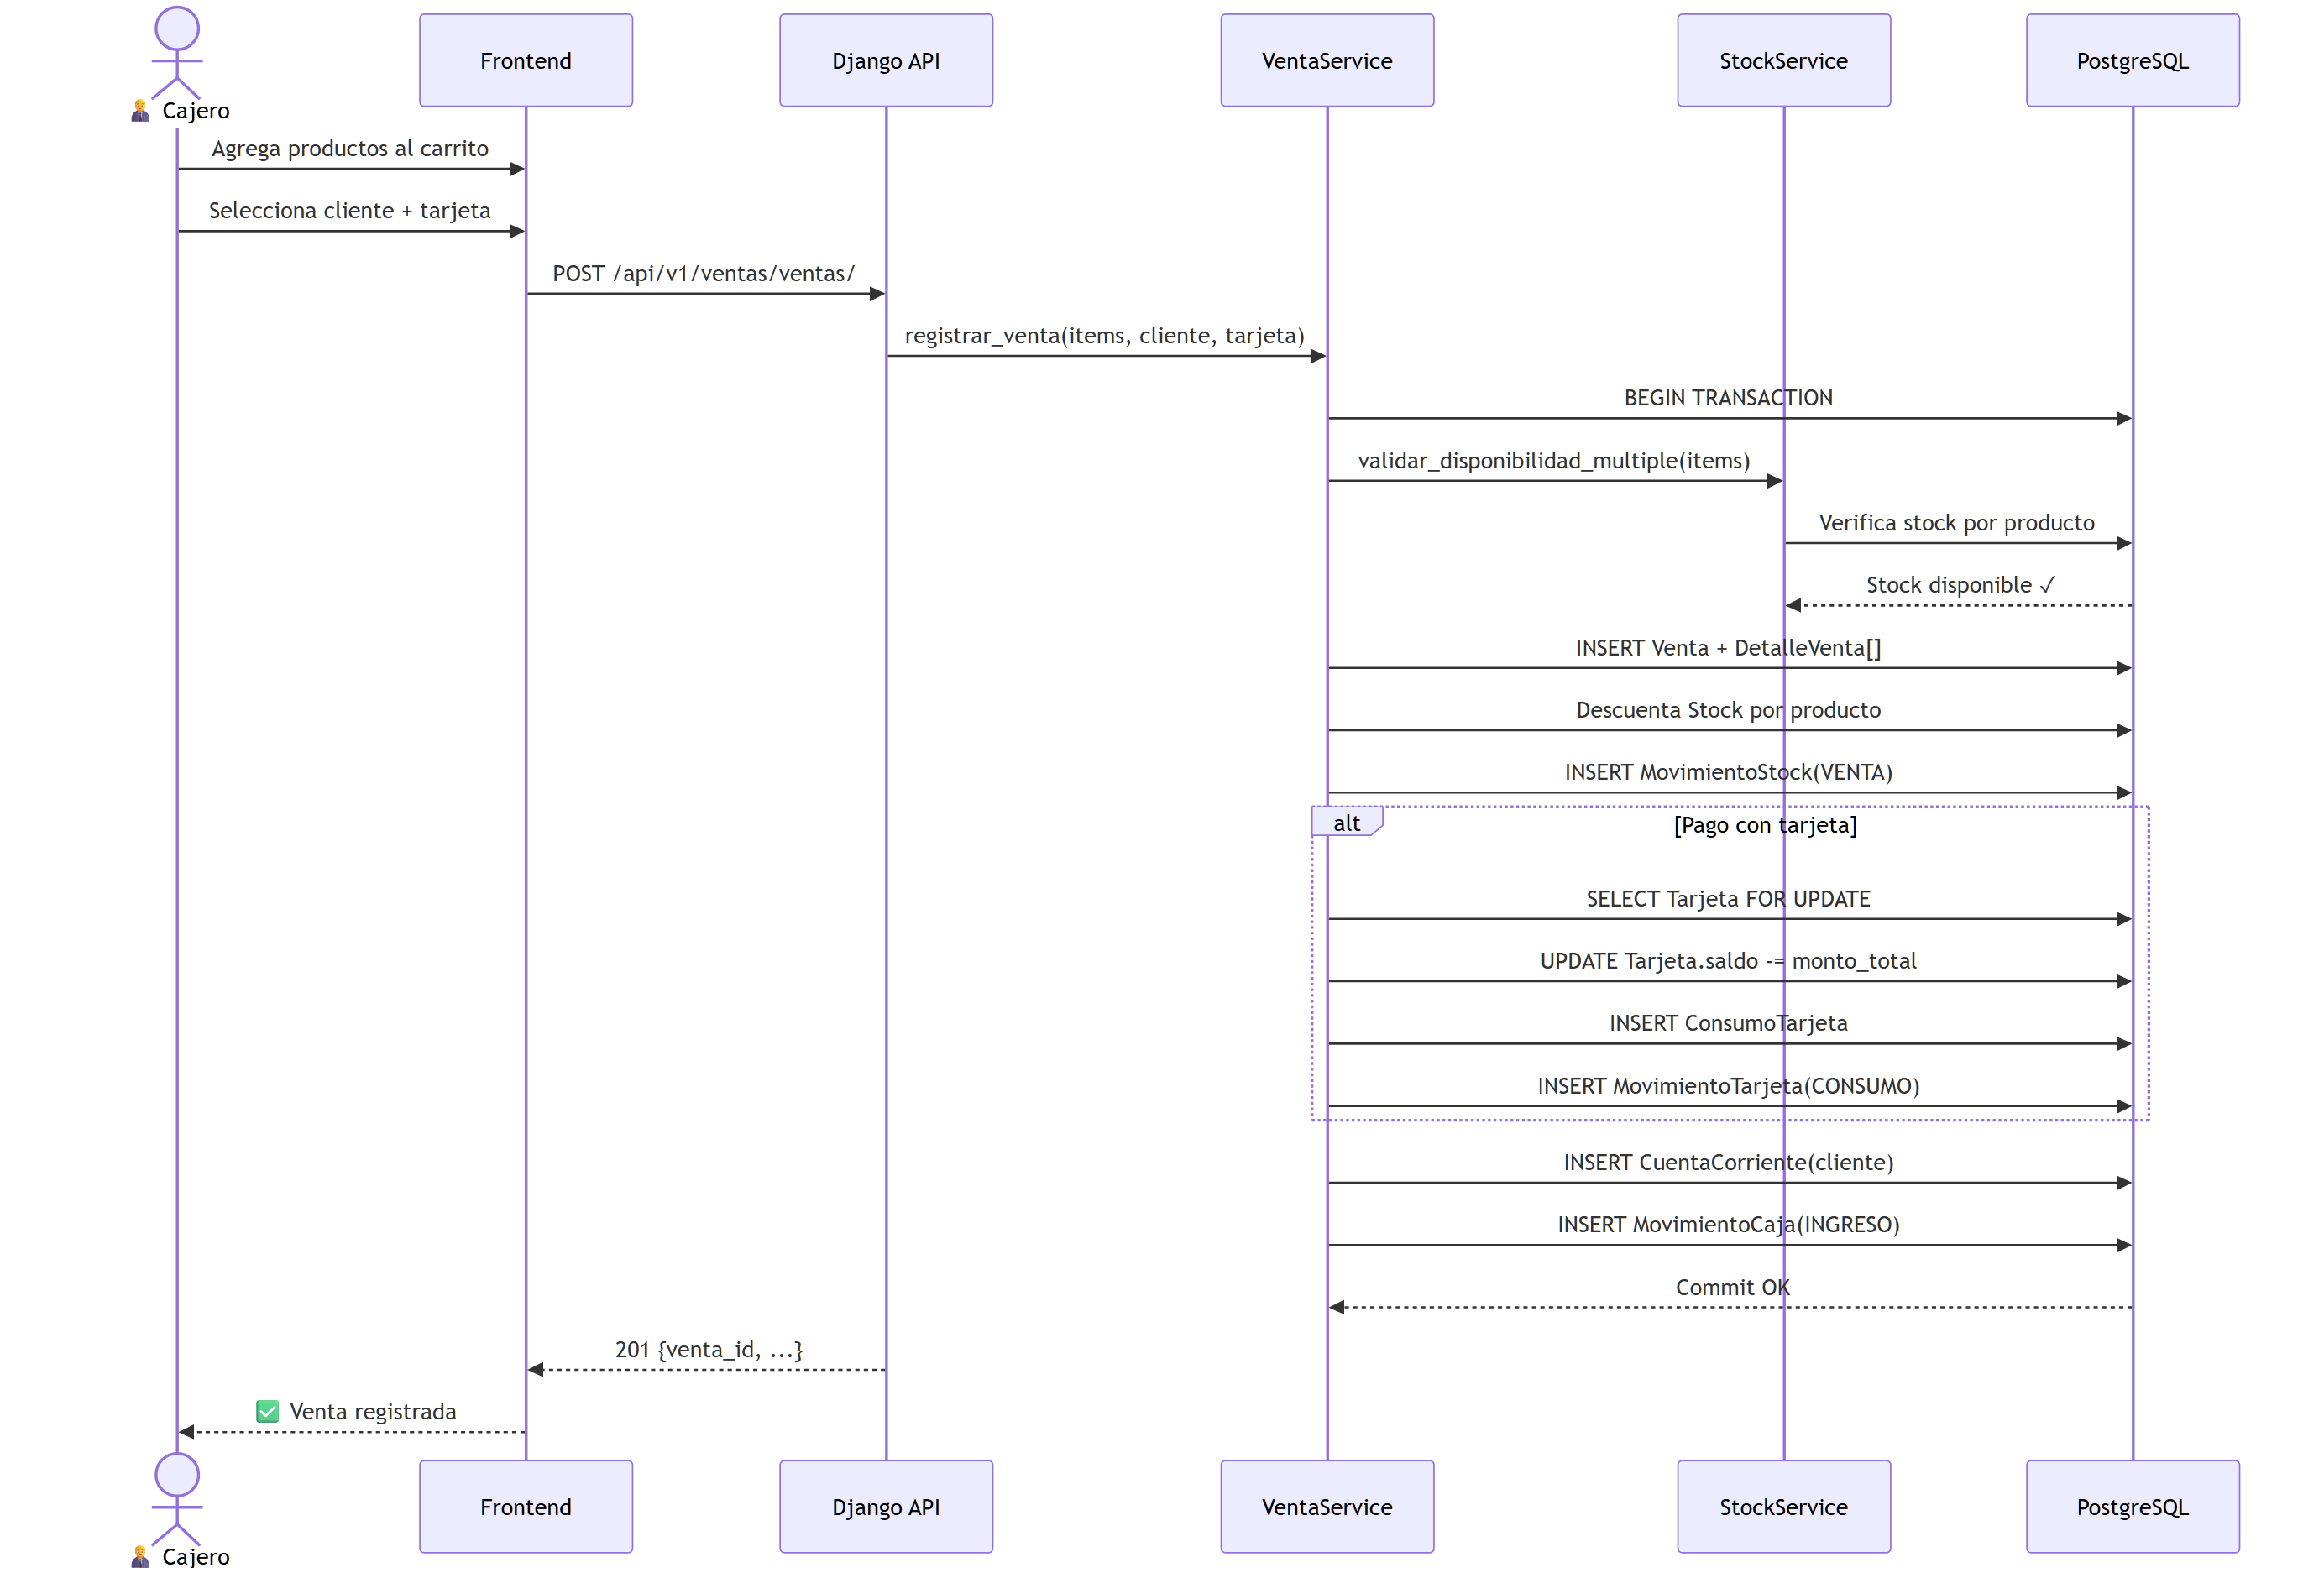 Cajero
Frontend
Django API
VentaService
StockService
PostgreSQL
Agrega productos al carrito
Selecciona cliente + tarjeta
POST /api/v1/ventas/ventas/
registrar_venta(items, cliente, tarjeta)
BEGIN TRANSACTION
validar_disponibilidad_multiple(items)
Verifica stock por producto
Stock disponible ✓
INSERT Venta + DetalleVenta[]
Descuenta Stock por producto
INSERT MovimientoStock(VENTA)
alt
[Pago con tarjeta]
SELECT Tarjeta FOR UPDATE
UPDATE Tarjeta.saldo -= monto_total
INSERT ConsumoTarjeta
INSERT MovimientoTarjeta(CONSUMO)
INSERT CuentaCorriente(cliente)
INSERT MovimientoCaja(INGRESO)
Commit OK
201 {venta_id, ...}
✅ Venta registrada
Cajero
Frontend
Django API
VentaService
StockService
PostgreSQL